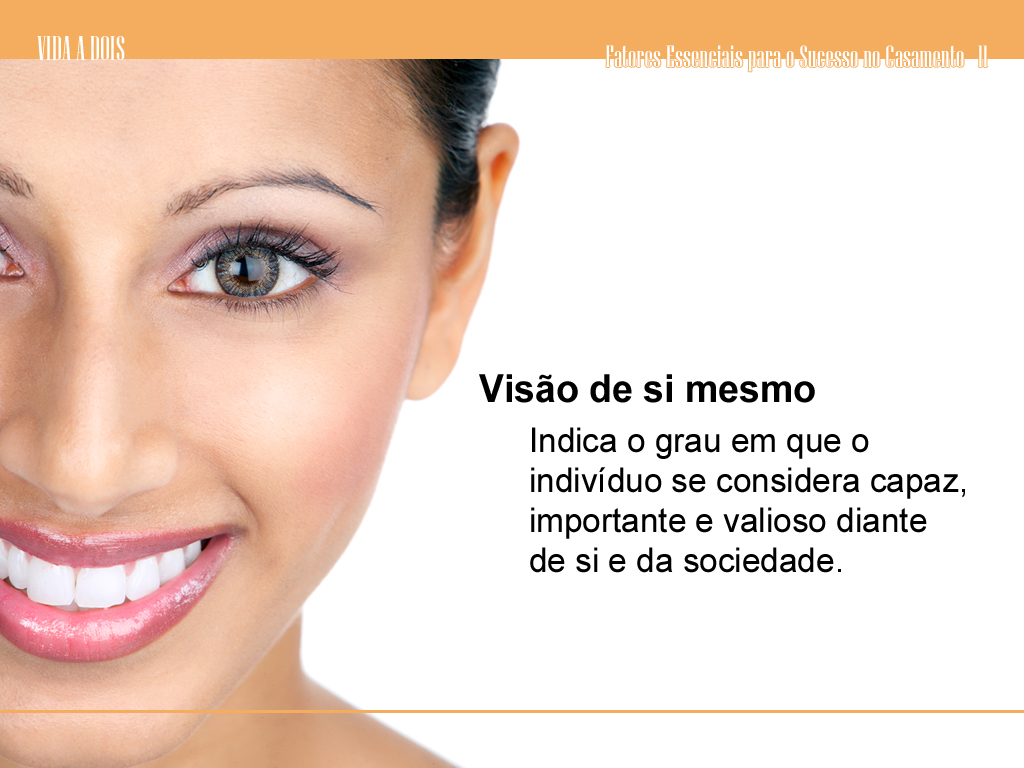 VIDA A DOIS
Fatores Essenciais para o Sucesso no Casamento II
Visão de si mesmo
Indica o grau em que o
indivíduo se considera capaz,
importante e valioso diante
de si e da sociedade.